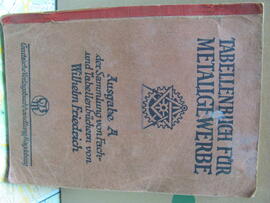 TABELLENBUCH FÜR
METALLGEWERBE
Ausgabe A
der Sammlung von Fach-
und Tabellenbüchern von
Wilhelm Friedrich